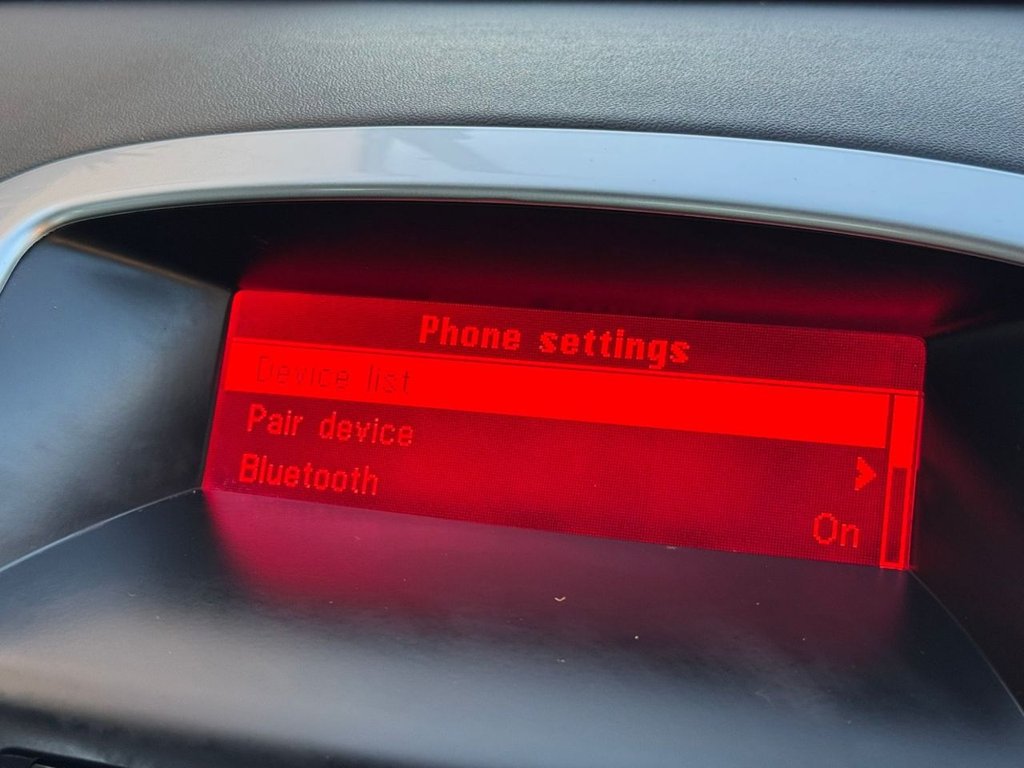 Phone settings
Device list
Pair device
Bluetooth On